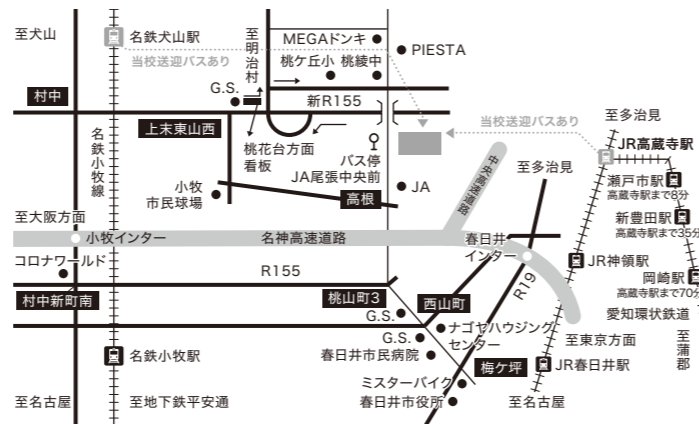 至犬山
名鉄犬山駅
至明治村
MEGAドンキ
PIESTA
当校送迎バスあり
桃ケ丘小
桃綾中
村中
G.S.
新R155
上末東山西
桃花台方面
看板
バス停
JA尾張中央前
当校送迎バスあり
至多治見
JR高蔵寺駅
名鉄小牧線
小牧
市民球場
高根
JA
中央高速道路
至多治見
瀬戸市駅
高蔵寺駅まで8分
新豊田駅
高蔵寺駅まで35分
至大阪方面
小牧インター
名神高速道路
春日井
インター
コロナワールド
R155
R19
JR神領駅
岡崎駅
高蔵寺駅まで70分
村中新町南
桃山町3
西山町
愛知環状鉄道
G.S.
G.S.
ナゴヤハウジング
センター
至東京方面
至蒲郡
名鉄小牧駅
春日井市民病院
梅ケ坪
JR春日井駅
ミスターバイク
至名古屋
至地下鉄平安通
春日井市役所
至名古屋